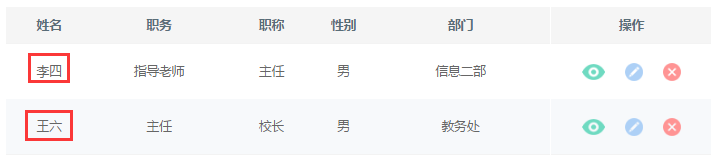 姓名 职务 职称 性别 部门 操作
李四 指导老师 主任 男 信息二部
王六 主任 校长 男 教务处